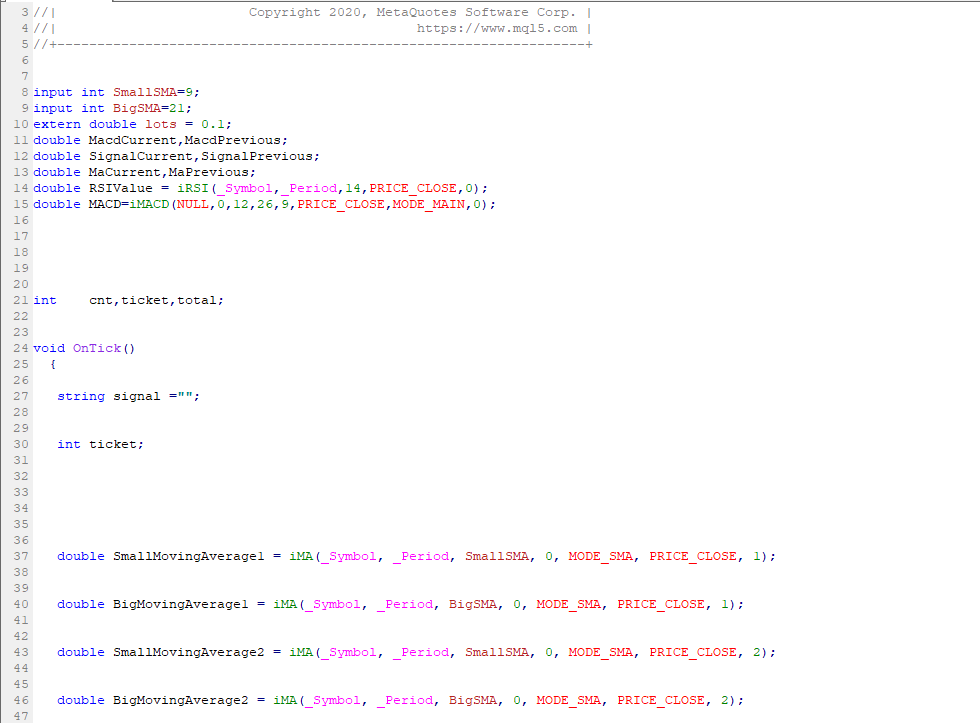 3 //|                        Copyright 2020, MetaQuotes Software Corp. |
4 //|                                             https://www.mql5.com |
5 //+------------------------------------------------------------------+
6
7
8 input int SmallSMA=9;
9 input int BigSMA=21;
10 extern double lots = 0.1;
11 double MacdCurrent,MacdPrevious;
12 double SignalCurrent,SignalPrevious;
13 double MaCurrent,MaPrevious;
14 double RSIValue = iRSI(_Symbol,_Period,14,PRICE_CLOSE,0);
15 double MACD=iMACD(NULL,0,12,26,9,PRICE_CLOSE,MODE_MAIN,0);
16
17
18
19
20
21 int    cnt,ticket,total;
22
23
24 void OnTick()
25   {
26
27    string signal ="";
28
29
30    int ticket;
31
32
33
34
35
36
37    double SmallMovingAverage1 = iMA(_Symbol, _Period, SmallSMA, 0, MODE_SMA, PRICE_CLOSE, 1);
38
39
40    double BigMovingAverage1 = iMA(_Symbol, _Period, BigSMA, 0, MODE_SMA, PRICE_CLOSE, 1);
41
42
43    double SmallMovingAverage2 = iMA(_Symbol, _Period, SmallSMA, 0, MODE_SMA, PRICE_CLOSE, 2);
44
45
46    double BigMovingAverage2 = iMA(_Symbol, _Period, BigSMA, 0, MODE_SMA, PRICE_CLOSE, 2);
47